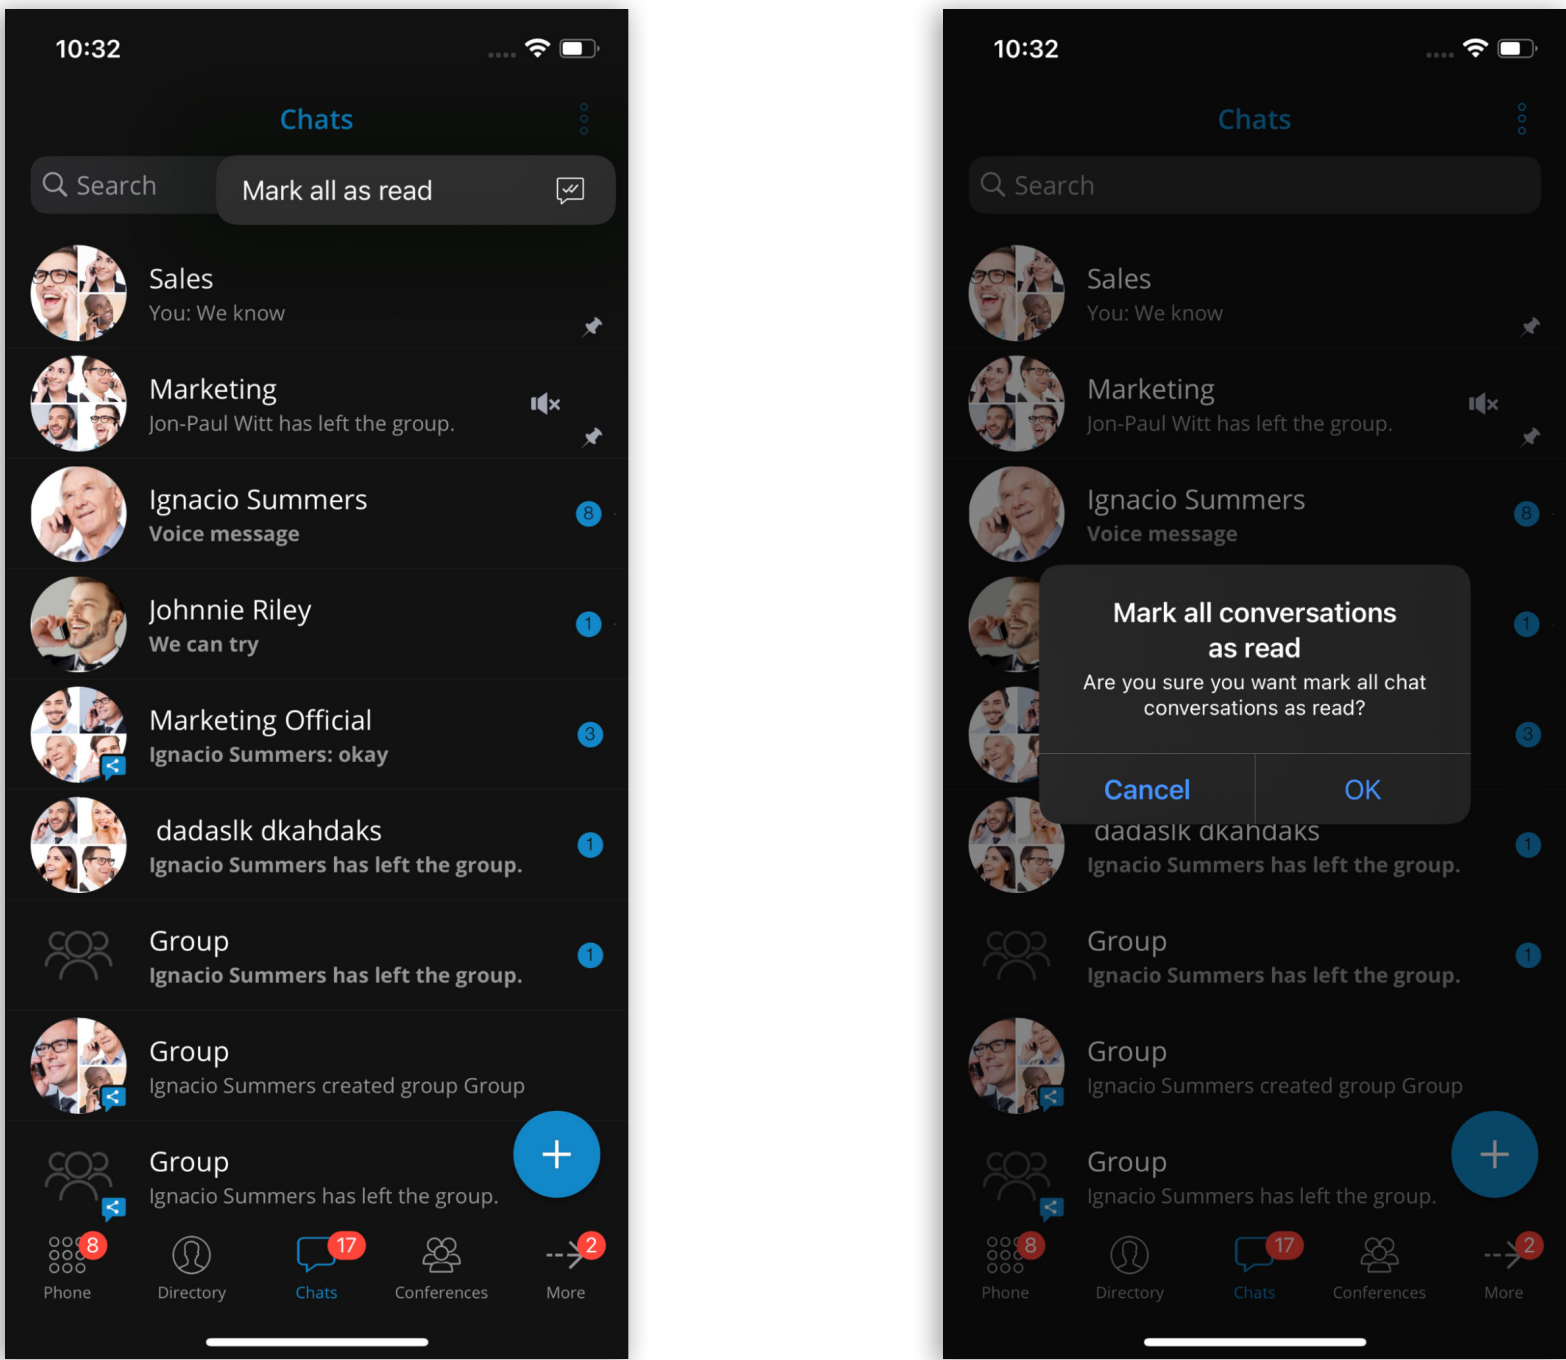 10:32
Chats
Search
Mark all as read
Sales
You: We know
Marketing
Jon-Paul Witt has left the group.
Ignacio Summers
Voice message
8
Johnnie Riley
We can try
1
Marketing Official
Ignacio Summers: okay
3
dadaslk dkahdaks
Ignacio Summers has left the group.
1
Group
Ignacio Summers has left the group.
1
Group
Ignacio Summers created group Group
Group
Ignacio Summers has left the group.
8
17
2
Phone
Directory
Chats
Conferences
More
10:32
Chats
Search
Sales
You: We know
Marketing
Jon-Paul Witt has left the group.
Ignacio Summers
Voice message
8
1
Mark all conversations
as read
Are you sure you want mark all chat
conversations as read?
3
Cancel
OK
dadaslk dkahdaks
Ignacio Summers has left the group.
1
Group
Ignacio Summers has left the group.
1
Group
Ignacio Summers created group Group
Group
Ignacio Summers has left the group.
8
17
2
Phone
Directory
Chats
Conferences
More